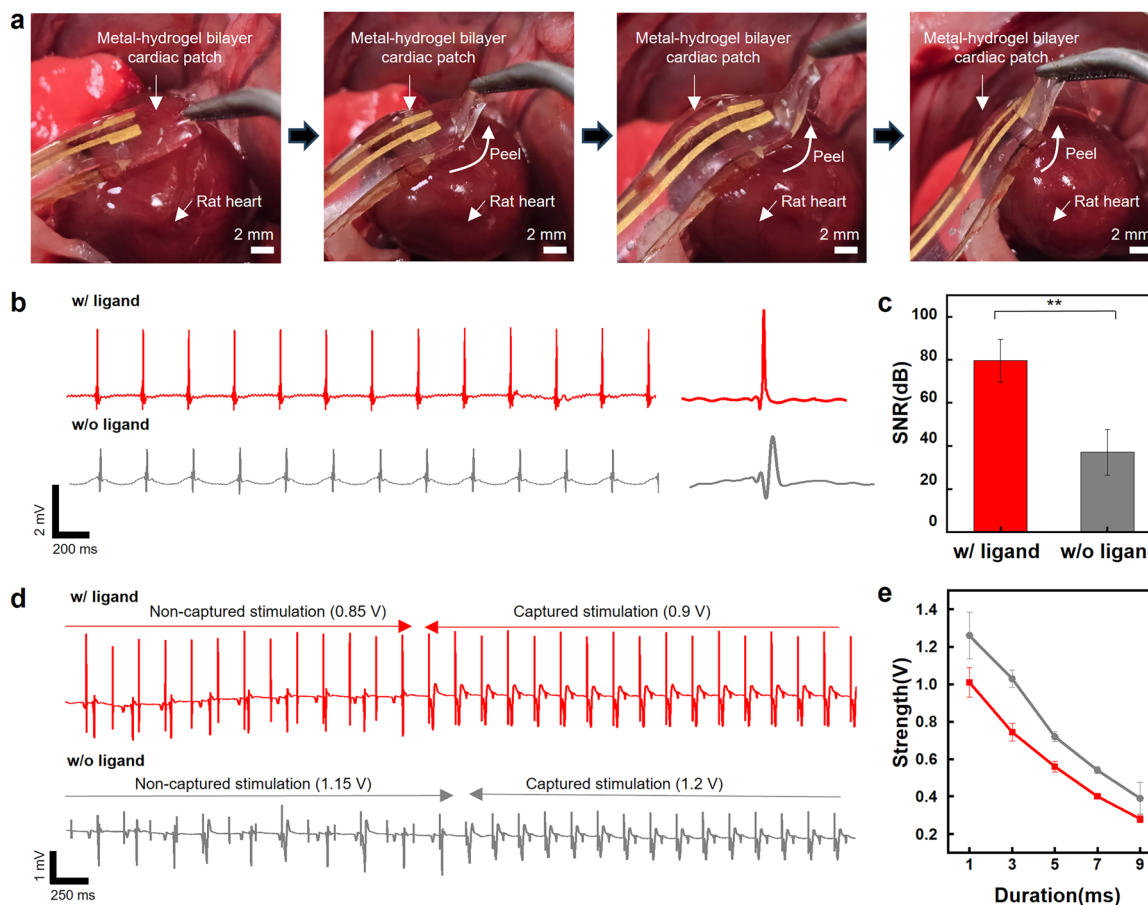 a
Metal-hydrogel bilayer
cardiac patch
Rat heart
2 mm
Metal-hydrogel bilayer
cardiac patch
Peel
Rat heart
2 mm
Metal-hydrogel bilayer
cardiac patch
Peel
Rat heart
2 mm
Metal-hydrogel bilayer
cardiac patch
Peel
Rat heart
2 mm
b
w/ ligand
w/o ligand
2 mV
200 ms
c
**
SNR(dB)
100
80
60
40
20
0
w/ ligand
w/o ligan
d
w/ ligand
Non-captured stimulation (0.85 V)
Captured stimulation (0.9 V)
w/o ligand
Non-captured stimulation (1.15 V)
Captured stimulation (1.2 V)
1 mV
250 ms
e
Strength(V)
1.4
1.2
1.0
0.8
0.6
0.4
0.2
1 3 5 7 9
Duration(ms)